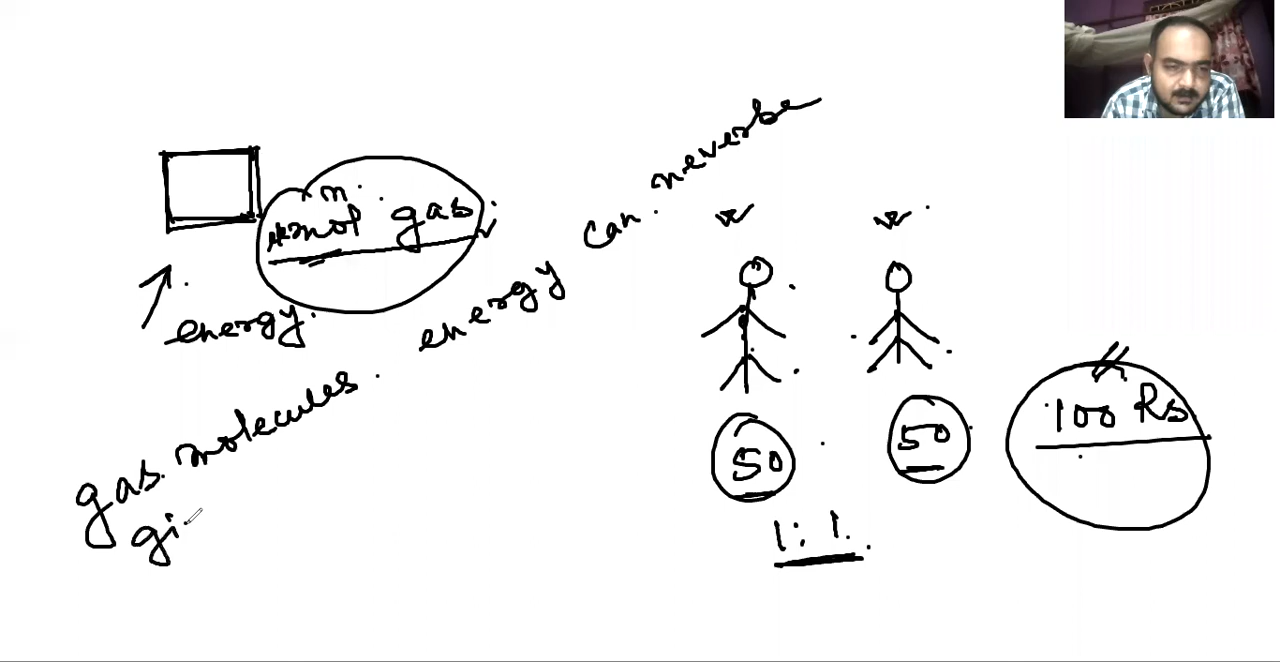 n
mol gas
energy.
gas molecules energy can never be
gi
50
50
100 Rs
1:1